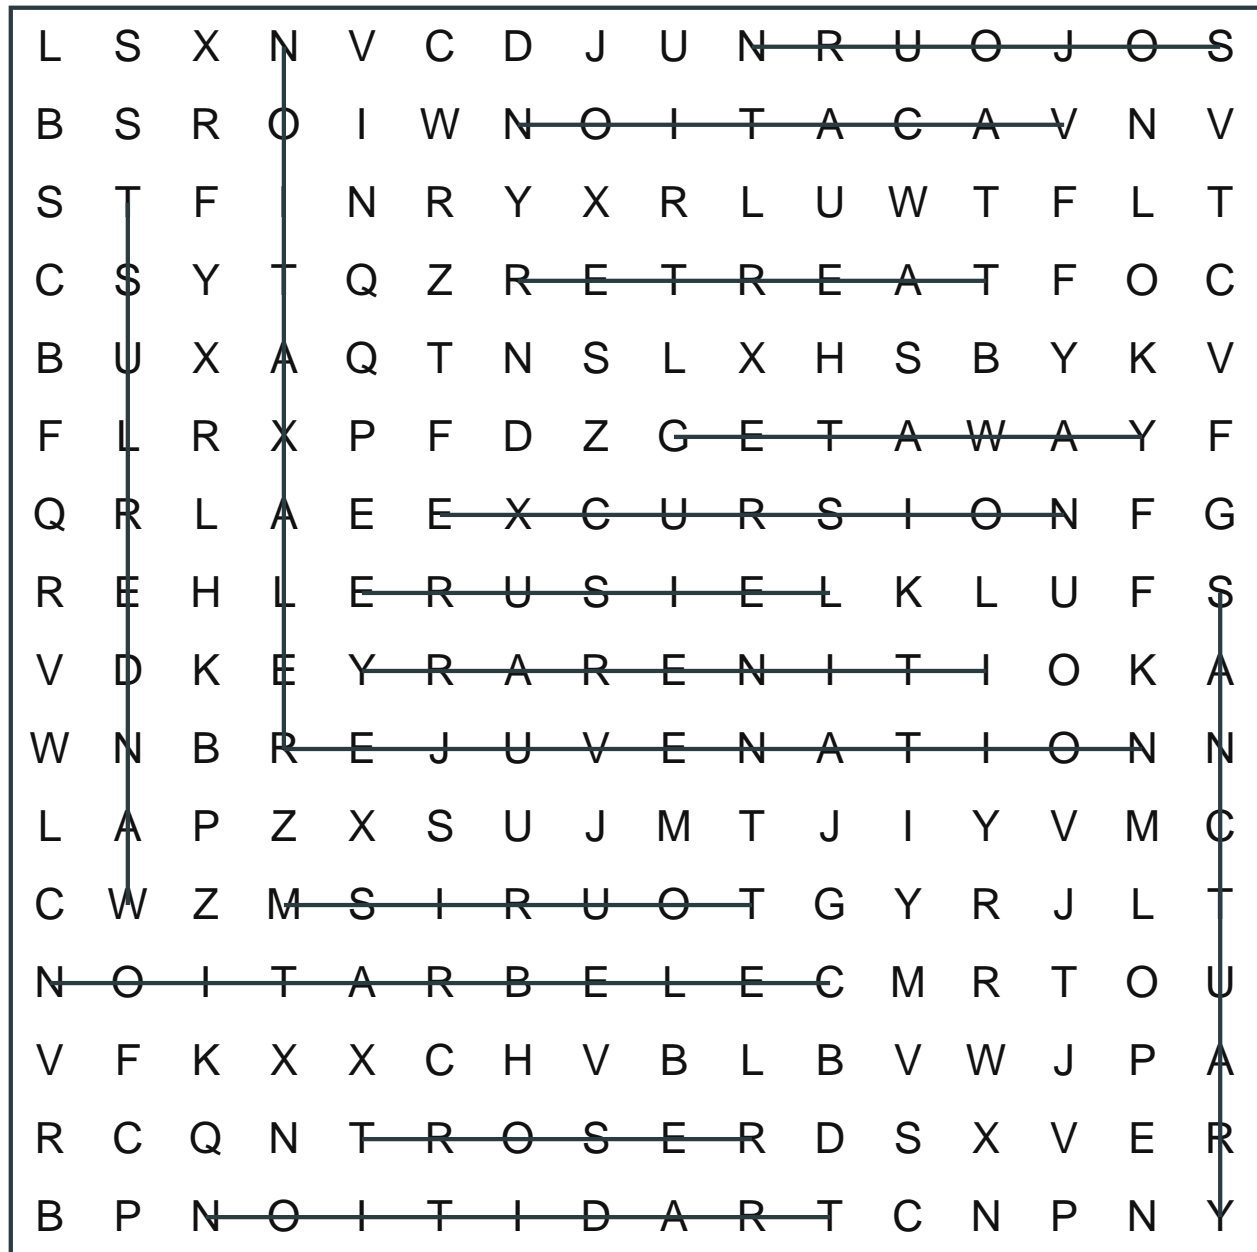 L S X N V C D J U N R U O J O S
B S R O I W N O I T A C A V N V
S T F I N R Y X R L U W T F L T
C S Y T Q Z R E T R E A T F O C
B U X A Q T N S L X H S B Y K V
F L R X P F D Z G E T A W A Y F
Q R L A E E X C U R S I O N F G
R E H L E R U S I E L K L U F S
V D K E Y R A R E N I T I O K A
W N B R E J U V E N A T I O N N
L A P Z X S U J M T J I Y V M C
C W Z M S I R U O T G Y R J L T
N O I T A R B E L E C M R T O U
V F K X X C H V B L B V W J P A
R C Q N T R O S E R D S X V E R
B P N O I T I D A R T C N P N Y